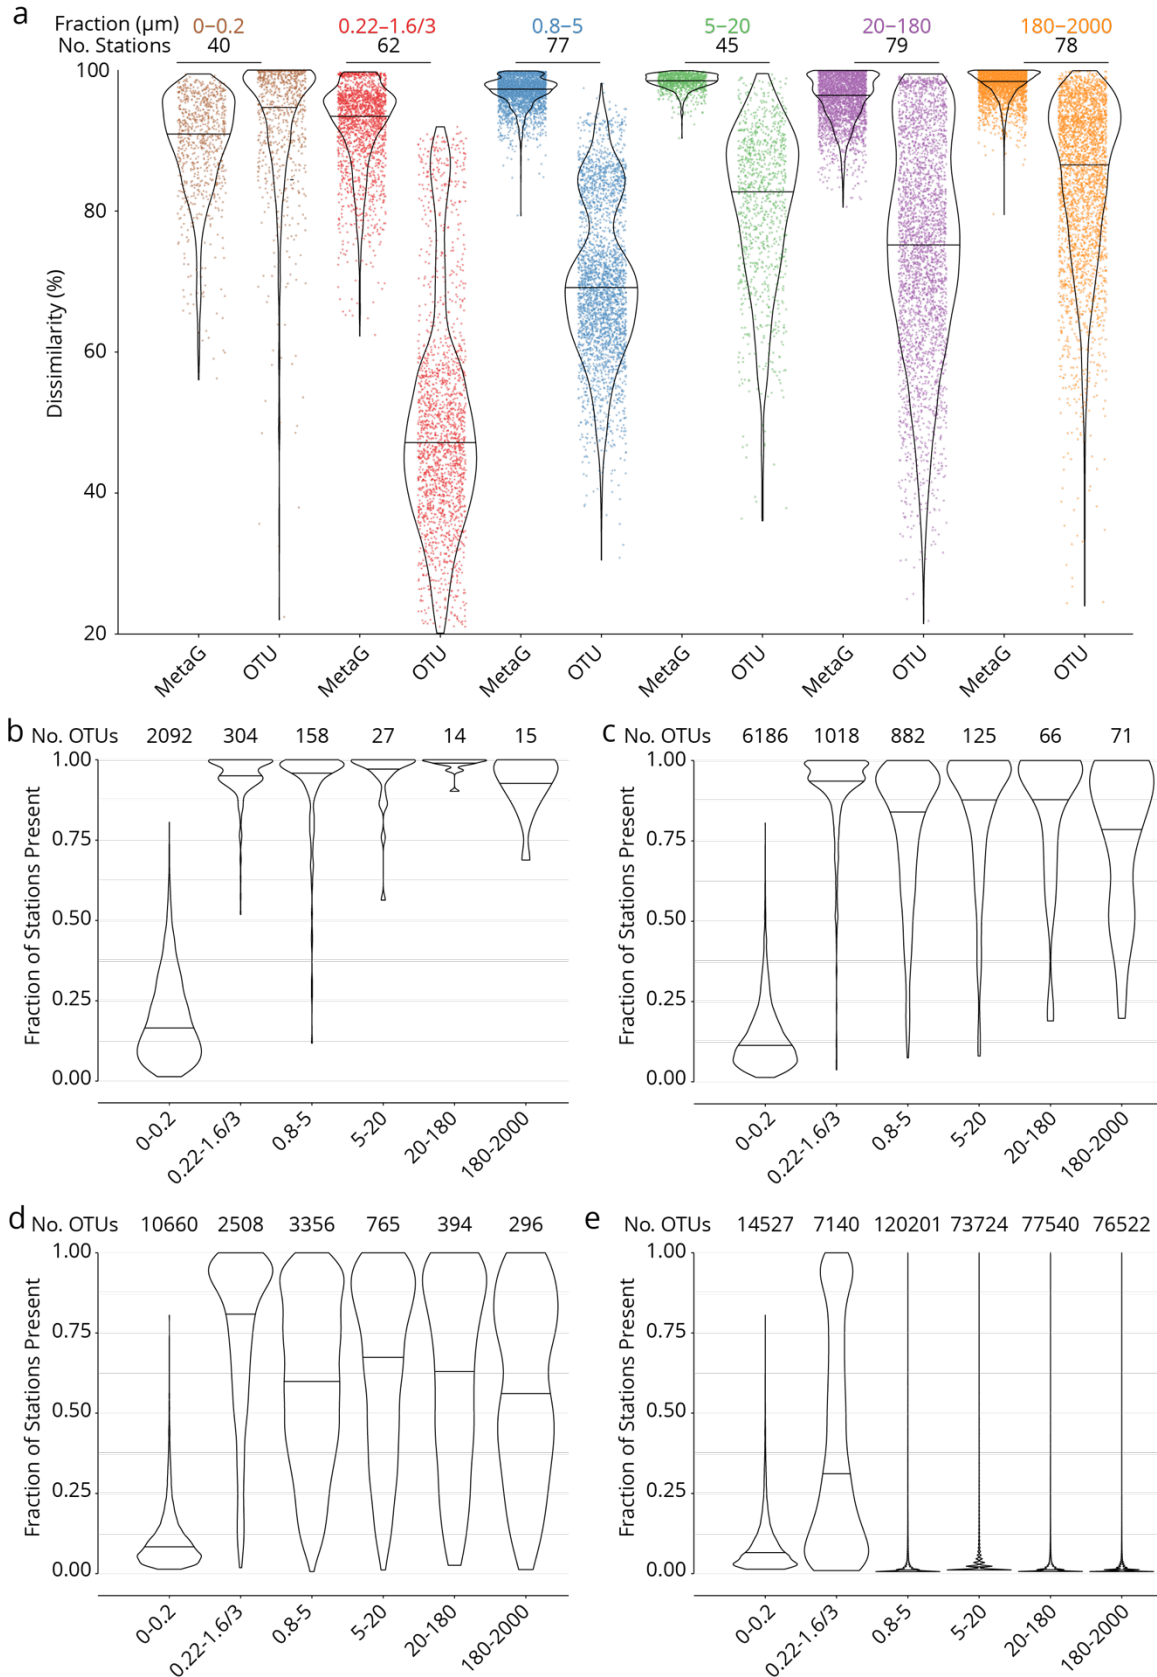 a
Fraction (µm) 0–0.2 0.22–1.6/3 0.8–5 5–20 20–180 180–2000
No. Stations 40 62 77 45 79 78
100
80
60
40
20
Dissimilarity (%)
MetaG OTU MetaG OTU MetaG OTU MetaG OTU MetaG OTU MetaG OTU
b No. OTUs 2092 304 158 27 14 15
1.00
0.75
0.50
0.25
0.00
Fraction of Stations Present
0-0.2 0.22-1.6/3 0.8-5 5-20 20-180 180-2000
c No. OTUs 6186 1018 882 125 66 71
1.00
0.75
0.50
0.25
0.00
Fraction of Stations Present
0-0.2 0.22-1.6/3 0.8-5 5-20 20-180 180-2000
d No. OTUs 10660 2508 3356 765 394 296
1.00
0.75
0.50
0.25
0.00
Fraction of Stations Present
0-0.2 0.22-1.6/3 0.8-5 5-20 20-180 180-2000
e No. OTUs 14527 7140 120201 73724 77540 76522
1.00
0.75
0.50
0.25
0.00
Fraction of Stations Present
0-0.2 0.22-1.6/3 0.8-5 5-20 20-180 180-2000